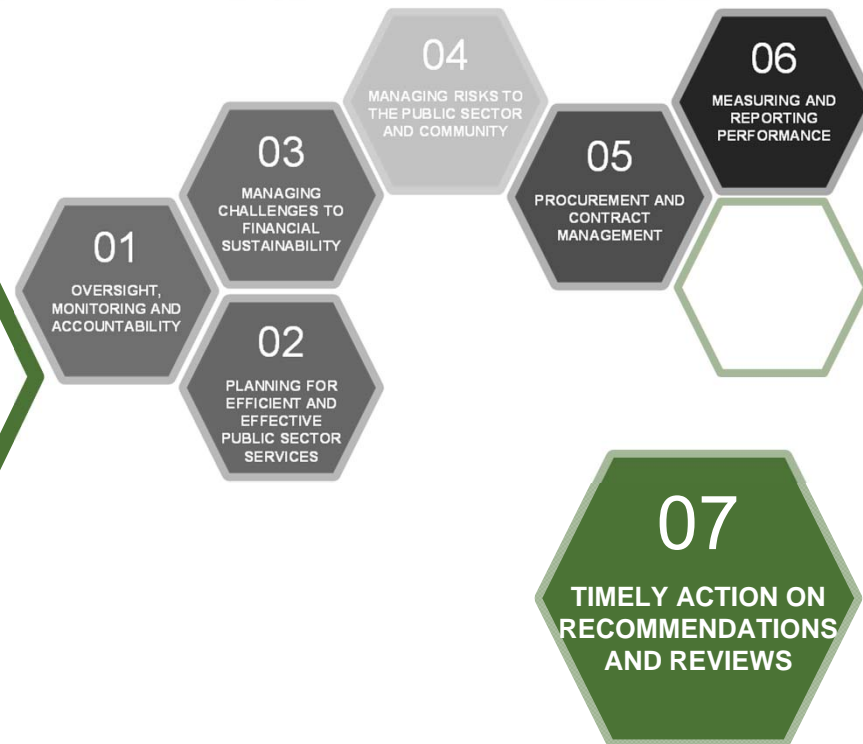 01
OVERSIGHT,
MONITORING AND
ACCOUNTABILITY
02
PLANNING FOR
EFFICIENT AND
EFFECTIVE
PUBLIC SECTOR
SERVICES
03
MANAGING
CHALLENGES TO
FINANCIAL
SUSTAINABILITY
04
MANAGING RISKS TO
THE PUBLIC SECTOR
AND COMMUNITY
05
PROCUREMENT AND
CONTRACT
MANAGEMENT
06
MEASURING AND
REPORTING
PERFORMANCE
07
TIMELY ACTION ON
RECOMMENDATIONS
AND REVIEWS